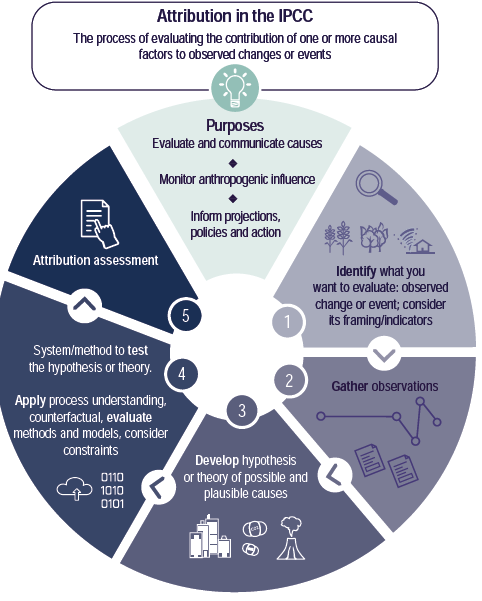 Attribution in the IPCC
The process of evaluating the contribution of one or more causal
factors to observed changes or events
Purposes
Evaluate and communicate causes
Monitor anthropogenic influence
Inform projections,
policies and action
Identify what you
want to evaluate: observed
change or event; consider
its framing/indicators
1
2
Gather observations
3
Develop hypothesis
or theory of possible and
plausible causes
4
System/method to test
the hypothesis or theory.
Apply process understanding,
counterfactual, evaluate
methods and models, consider
constraints
0110
1010
0101
5
Attribution assessment